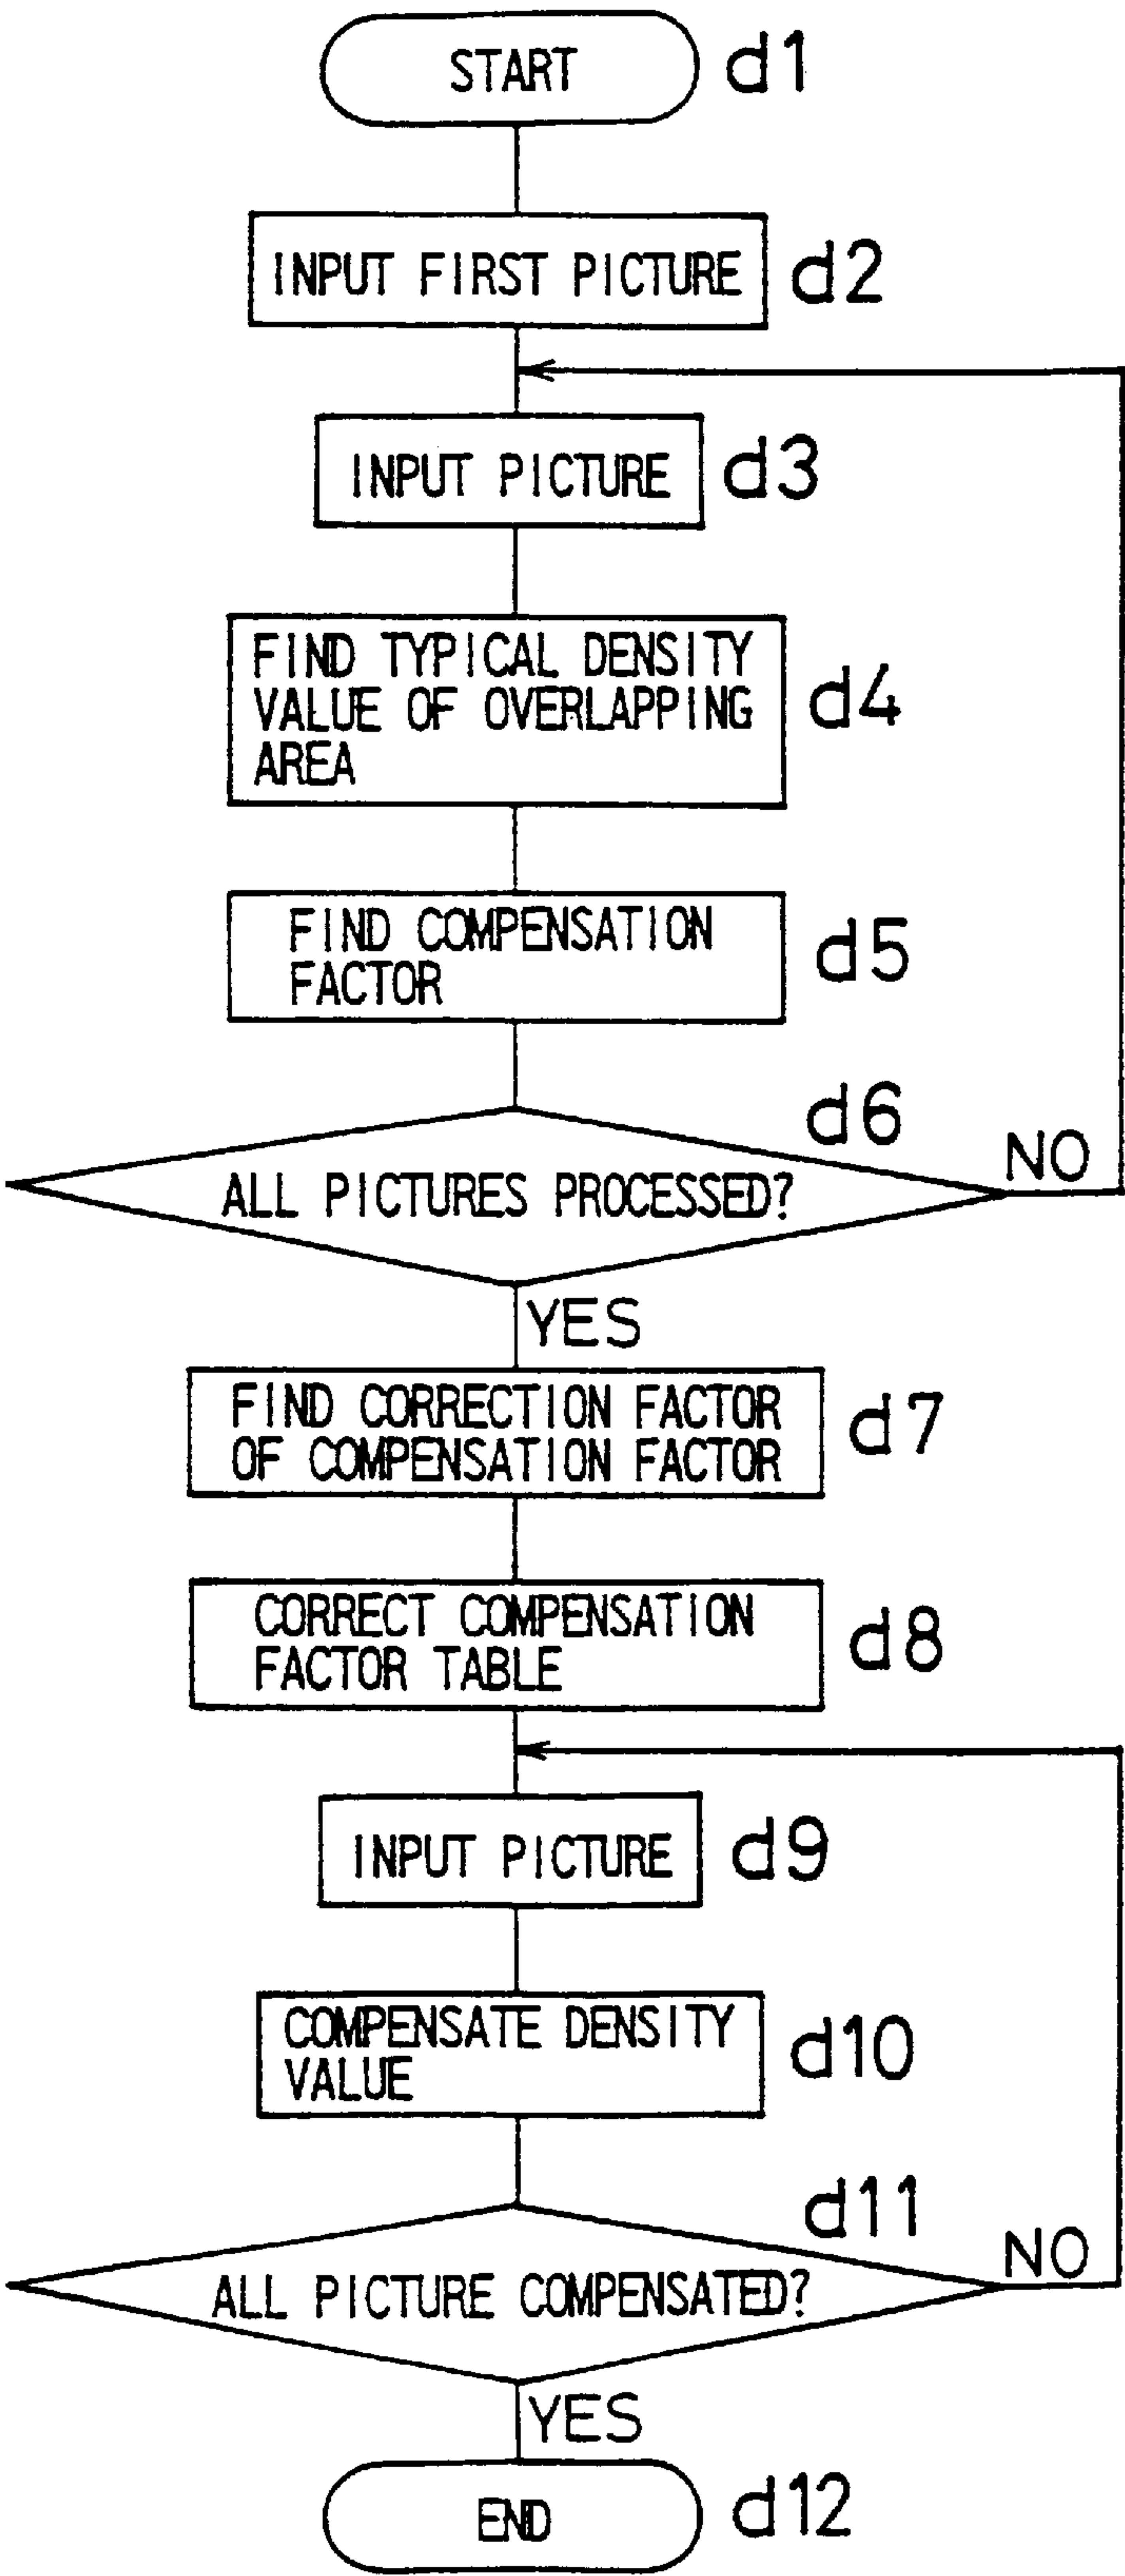 START d1
INPUT FIRST PICTURE d2
INPUT PICTURE d3
FIND TYPICAL DENSITY
VALUE OF OVERLAPPING
AREA
d4
FIND COMPENSATION
FACTOR
d5
d6
ALL PICTURES PROCESSED?
NO
YES
FIND CORRECTION FACTOR
OF COMPENSATION FACTOR
d7
CORRECT COMPENSATION
FACTOR TABLE
d8
INPUT PICTURE d9
COMPENSATE DENSITY
VALUE
d10
d11
ALL PICTURE COMPENSATED?
NO
YES
END d12